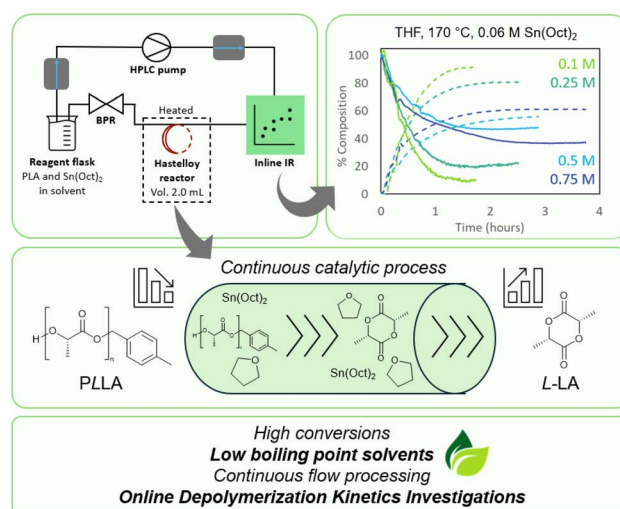 HPLC pump
BPR
Heated
Reagent flask
PLA and Sn(Oct)₂
in solvent
Hastelloy
reactor
Vol. 2.0 mL
Inline IR
THF, 170 °C, 0.06 M Sn(Oct)₂
% Composition
100
80
60
40
20
0
0.1 M
0.25 M
0.5 M
0.75 M
0 1 2 3 4
Time (hours)
Continuous catalytic process
Sn(Oct)₂
H O O O n
PLLA
H O O O n
O
O O O O
Sn(Oct)₂
O
O O O O
L-LA
High conversions
Low boiling point solvents
Continuous flow processing
Online Depolymerization Kinetics Investigations